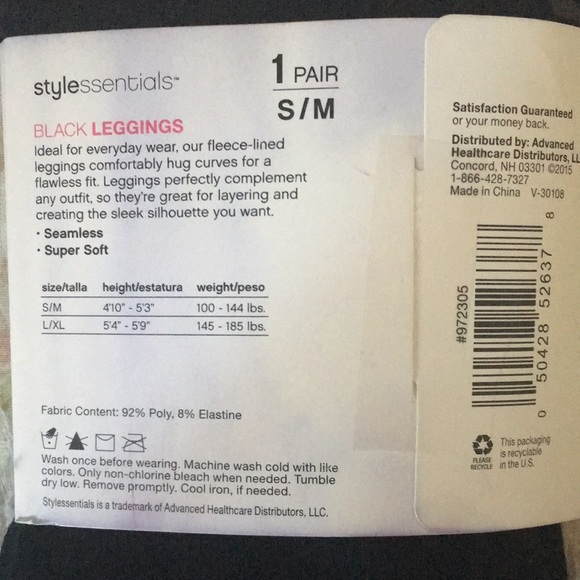 stylessentials™
1 PAIR
S/M
BLACK LEGGINGS
Ideal for everyday wear, our fleece-lined
leggings comfortably hug curves for a
flawless fit. Leggings perfectly complement
any outfit, so they're great for layering and
creating the sleek silhouette you want.
• Seamless
• Super Soft
size/talla height/estatura weight/peso
S/M 4'10" - 5'3" 100 - 144 lbs.
L/XL 5'4" - 5'9" 145 - 185 lbs.
Fabric Content: 92% Poly, 8% Elastine
Wash once before wearing. Machine wash cold with like
colors. Only non-chlorine bleach when needed. Tumble
dry low. Remove promptly. Cool iron, if needed.
Stylessentials is a trademark of Advanced Healthcare Distributors, LLC.
Satisfaction Guaranteed
or your money back.
Distributed by: Advanced
Healthcare Distributors, LL
Concord, NH 03301 ©2015
1-866-428-7327
Made in China V-30108
#972305
0 50428 52637 8
PLEASE
RECYCLE
This packaging
is recyclable
in the U.S.